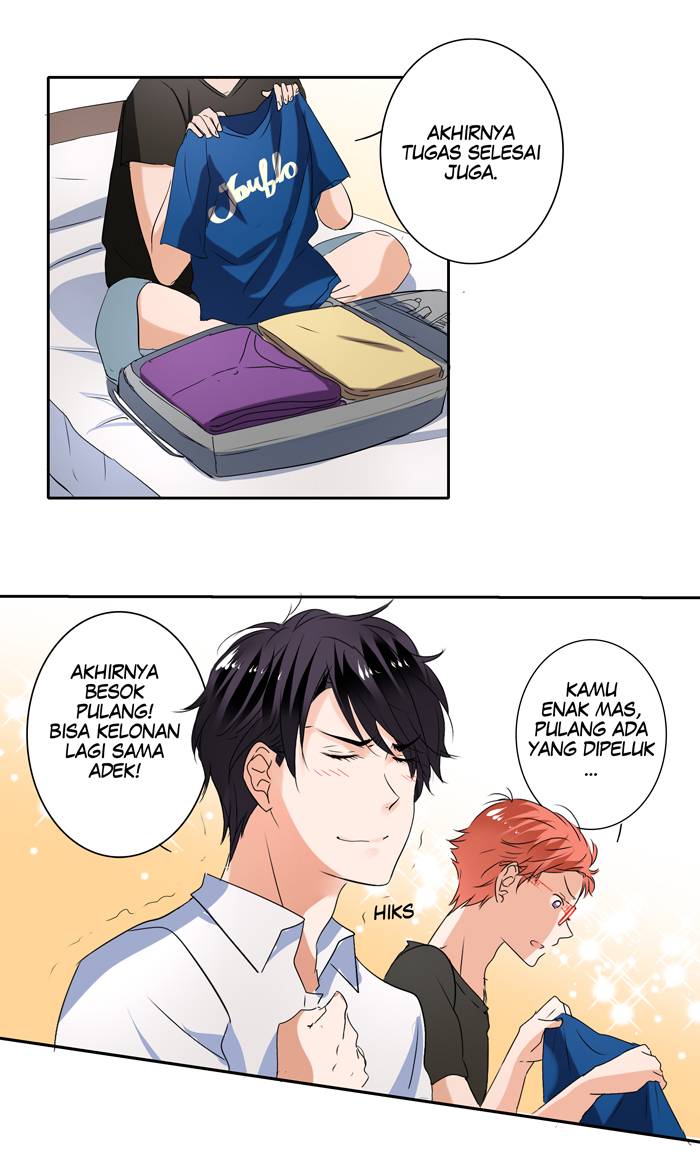 AKHIRNYA
TUGAS SELESAI
JUGA.
AKHIRNYA
BESOK
PULANG!
BISA KELONAN
LAGI SAMA
ADEK!
KAMU
ENAK MAS,
PULANG ADA
YANG DIPELUK
...
HIKS